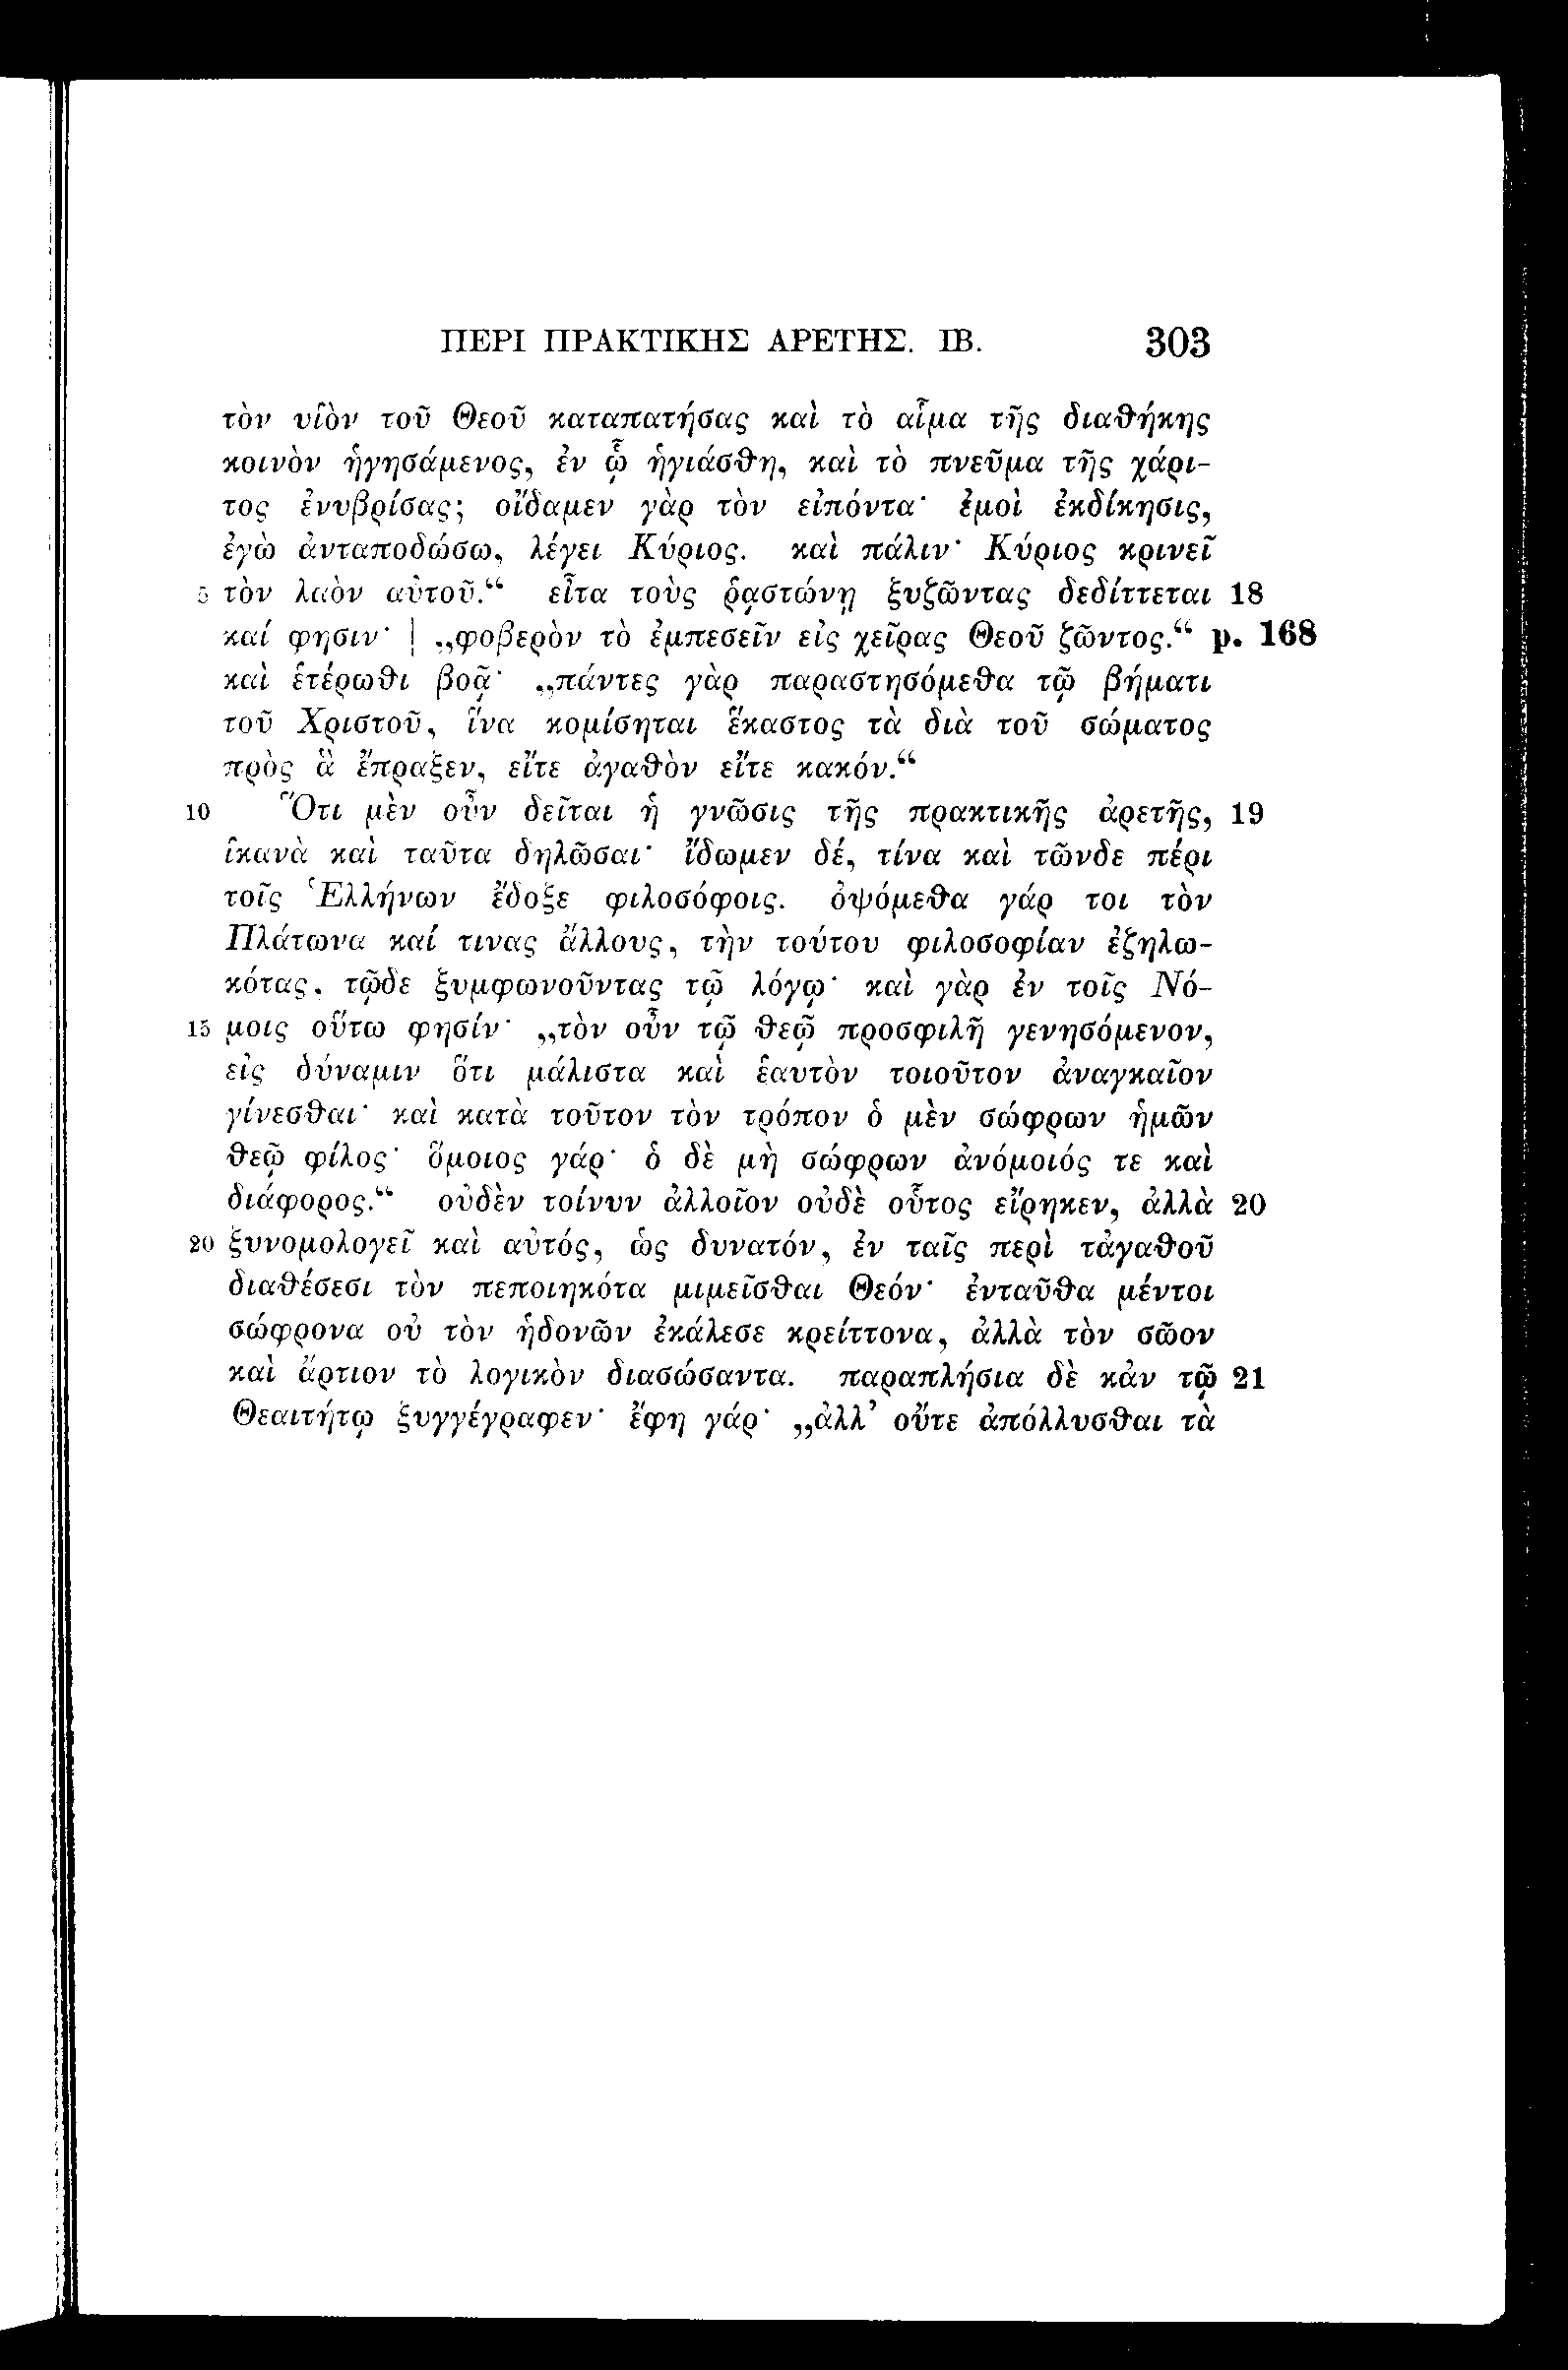 ΠΕΡΙ ΠΡΑΚΤΙΚΗΣ ΑΡΕΤΗΣ. ΙΒ. 303
τὸν υἱὸν τοῦ Θεοῦ καταπατήσας καὶ τὸ αἷμα τῆς διαθήκης
κοινὸν ἡγησάμενος, ἐν ᾧ ἡγιάσθη, καὶ τὸ πνεῦμα τῆς χάρι-
τος ἐνυβρίσας; οἴδαμεν γὰρ τὸν εἰπόντα· ἐμοὶ ἐκδίκησις,
ἐγὼ ἀνταποδώσω, λέγει Κύριος. καὶ πάλιν· Κύριος κρινεῖ
5 τὸν λαὸν αὐτοῦ.“ εἶτα τοὺς ῥᾳστώνῃ ξυζῶντας δεδίττεται 18
καί φησιν· | „φοβερὸν τὸ ἐμπεσεῖν εἰς χεῖρας Θεοῦ ζῶντος.“ p. 168
καὶ ἑτέρωθι βοᾷ· „πάντες γὰρ παραστησόμεθα τῷ βήματι
τοῦ Χριστοῦ, ἵνα κομίσηται ἕκαστος τὰ διὰ τοῦ σώματος
πρὸς ἃ ἔπραξεν, εἴτε ἀγαθὸν εἴτε κακόν.“
10 Ὅτι μὲν οὖν δεῖται ἡ γνῶσις τῆς πρακτικῆς ἀρετῆς, 19
ἱκανὰ καὶ ταῦτα δηλῶσαι· ἴδωμεν δέ, τίνα καὶ τῶνδε πέρι
τοῖς Ἑλλήνων ἔδοξε φιλοσόφοις. ὀψόμεθα γάρ τοι τὸν
Πλάτωνα καί τινας ἄλλους, τὴν τούτου φιλοσοφίαν ἐζηλω-
κότας, τῷδε ξυμφωνοῦντας τῷ λόγῳ· καὶ γὰρ ἐν τοῖς Νό-
15 μοις οὕτω φησίν· „τὸν οὖν τῷ θεῷ προσφιλῆ γενησόμενον,
εἰς δύναμιν ὅτι μάλιστα καὶ ἑαυτὸν τοιοῦτον ἀναγκαῖον
γίνεσθαι· καὶ κατὰ τοῦτον τὸν τρόπον ὁ μὲν σώφρων ἡμῶν
θεῷ φίλος· ὅμοιος γάρ· ὁ δὲ μὴ σώφρων ἀνόμοιός τε καὶ
διάφορος.“ οὐδὲν τοίνυν ἀλλοῖον οὐδὲ οὗτος εἴρηκεν, ἀλλὰ 20
20 ξυνομολογεῖ καὶ αὐτός, ὡς δυνατόν, ἐν ταῖς περὶ τἀγαθοῦ
διαθέσεσι τὸν πεποιηκότα μιμεῖσθαι Θεόν· ἐνταῦθα μέντοι
σώφρονα οὐ τὸν ἡδονῶν ἐκάλεσε κρείττονα, ἀλλὰ τὸν σῶον
καὶ ἄρτιον τὸ λογικὸν διασώσαντα. παραπλήσια δὲ κἀν τῷ 21
Θεαιτήτῳ ξυγγέγραφεν· ἔφη γάρ· „ἀλλ’ οὔτε ἀπόλλυσθαι τὰ